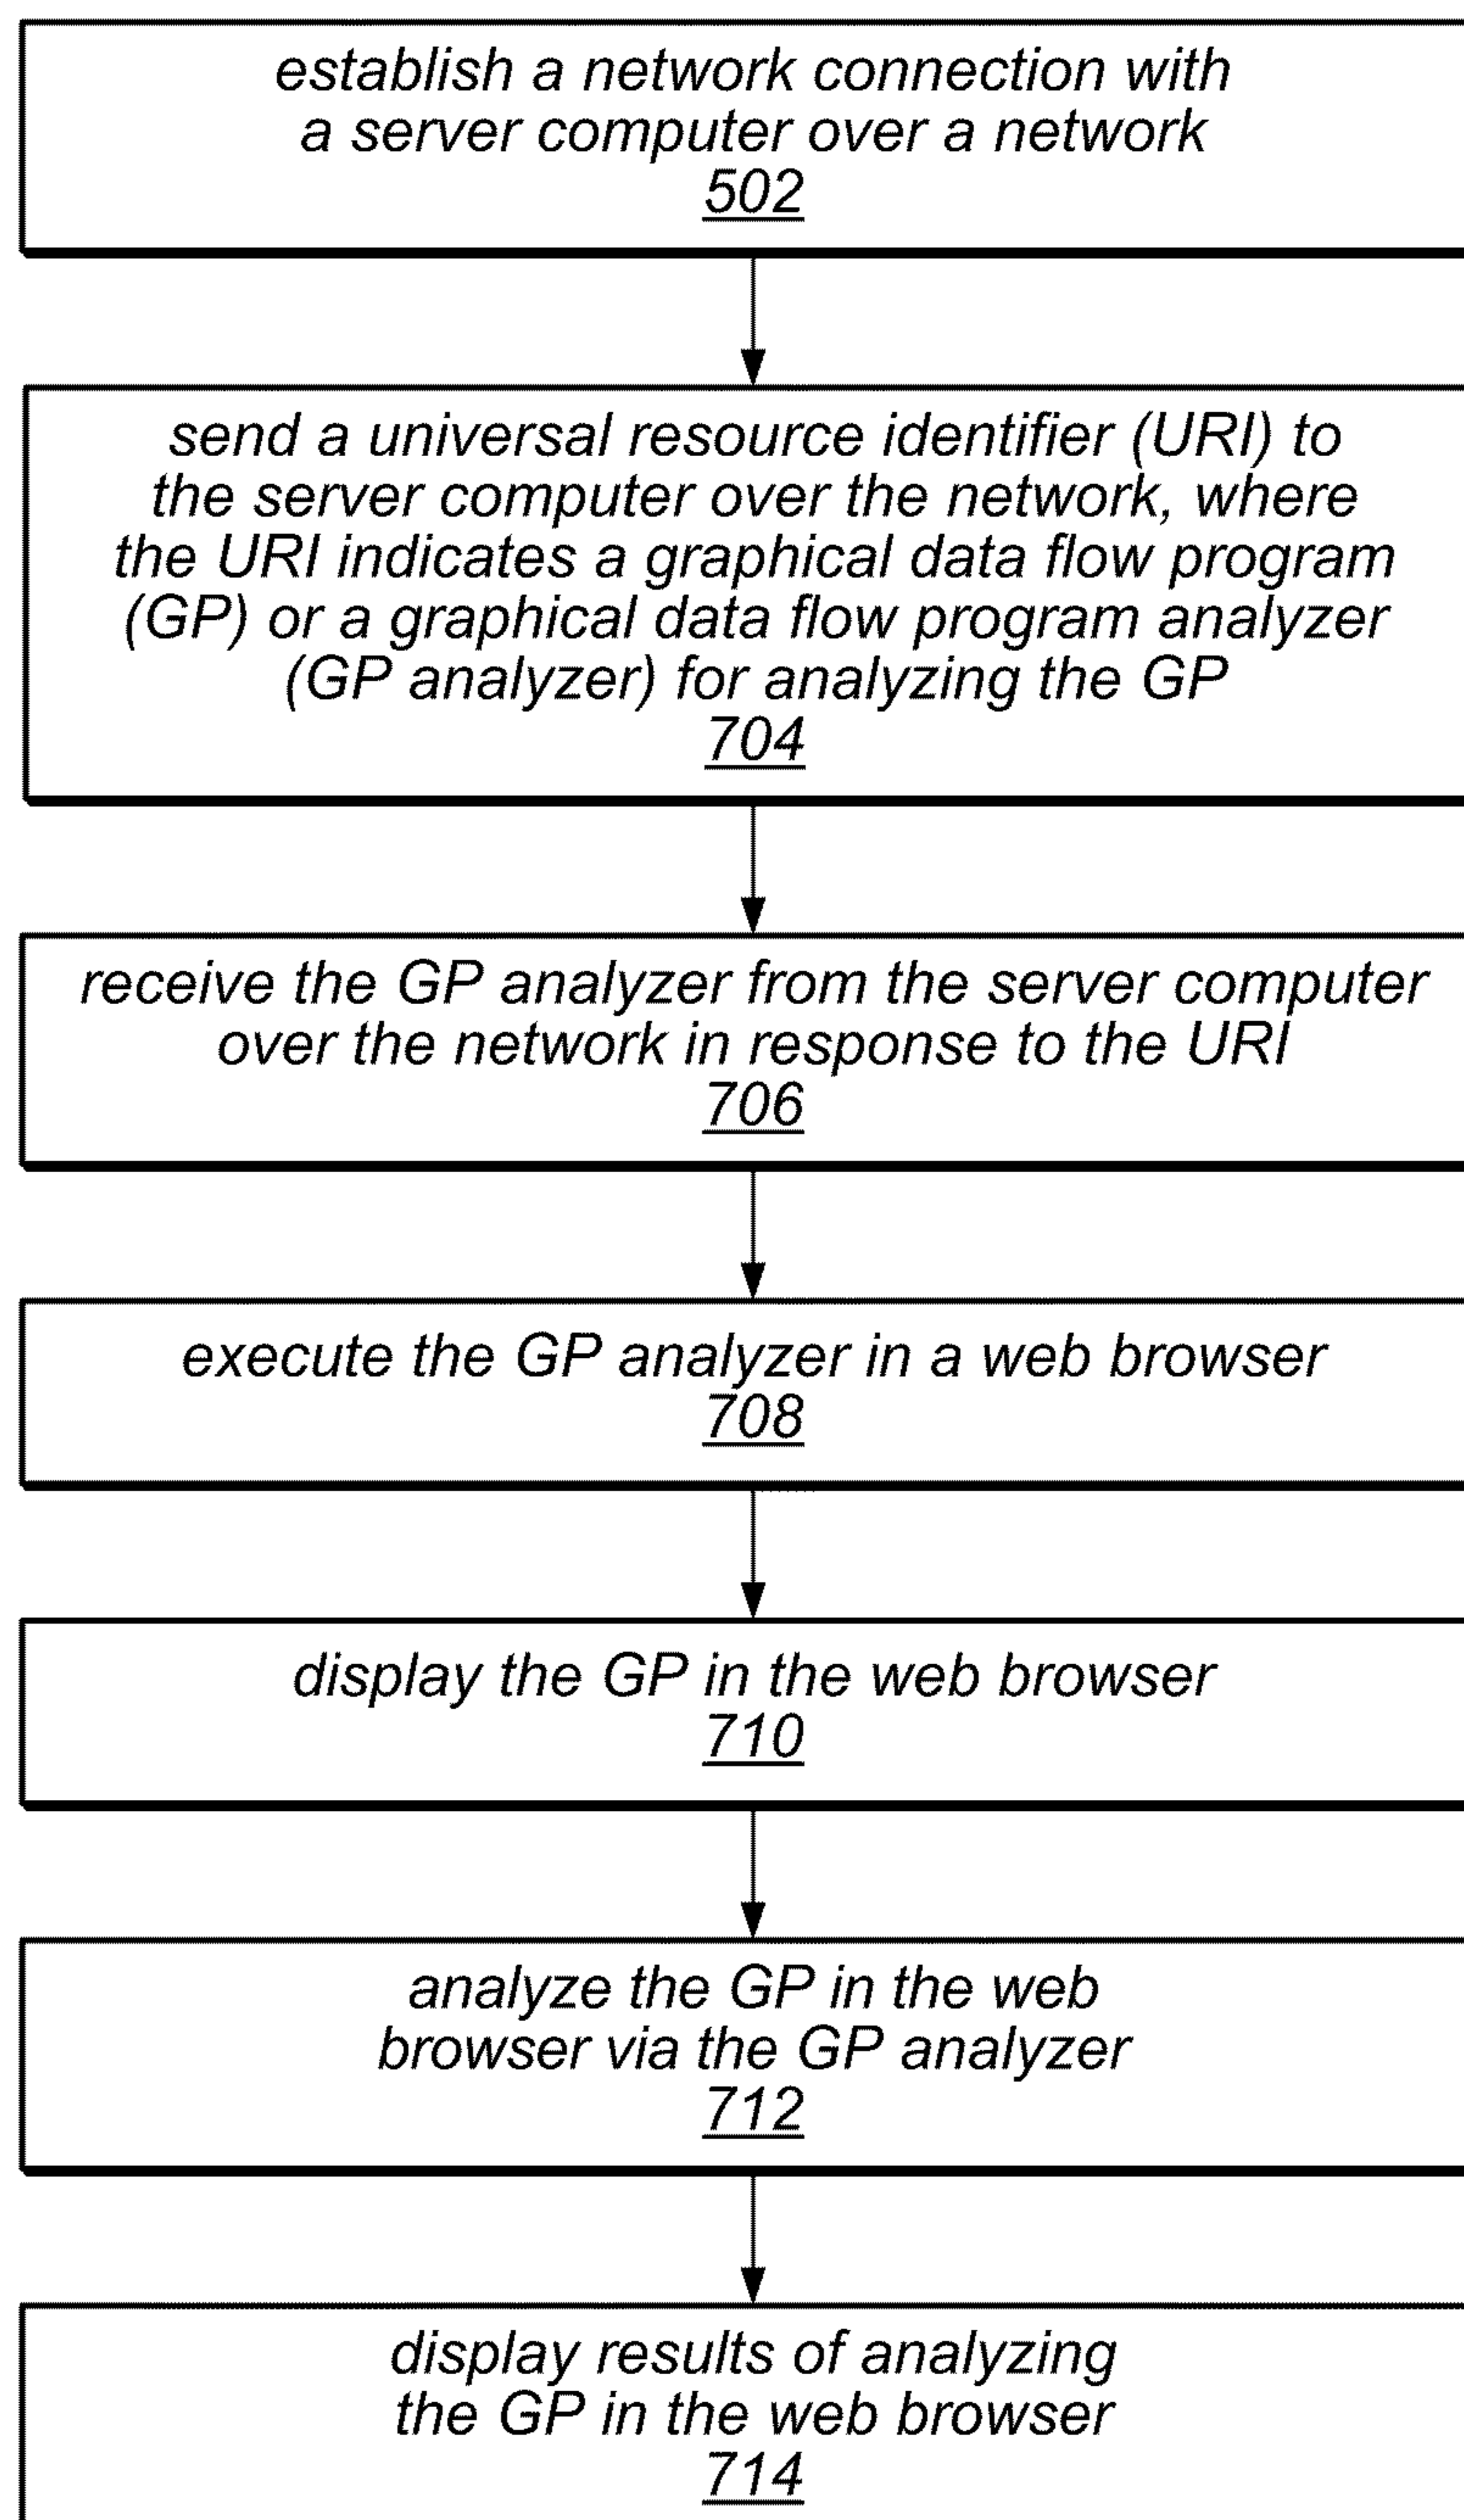 establish a network connection with
a server computer over a network
502
send a universal resource identifier (URI) to
the server computer over the network, where
the URI indicates a graphical data flow program
(GP) or a graphical data flow program analyzer
(GP analyzer) for analyzing the GP
704
receive the GP analyzer from the server computer
over the network in response to the URI
706
execute the GP analyzer in a web browser
708
display the GP in the web browser
710
analyze the GP in the web
browser via the GP analyzer
712
display results of analyzing
the GP in the web browser
714